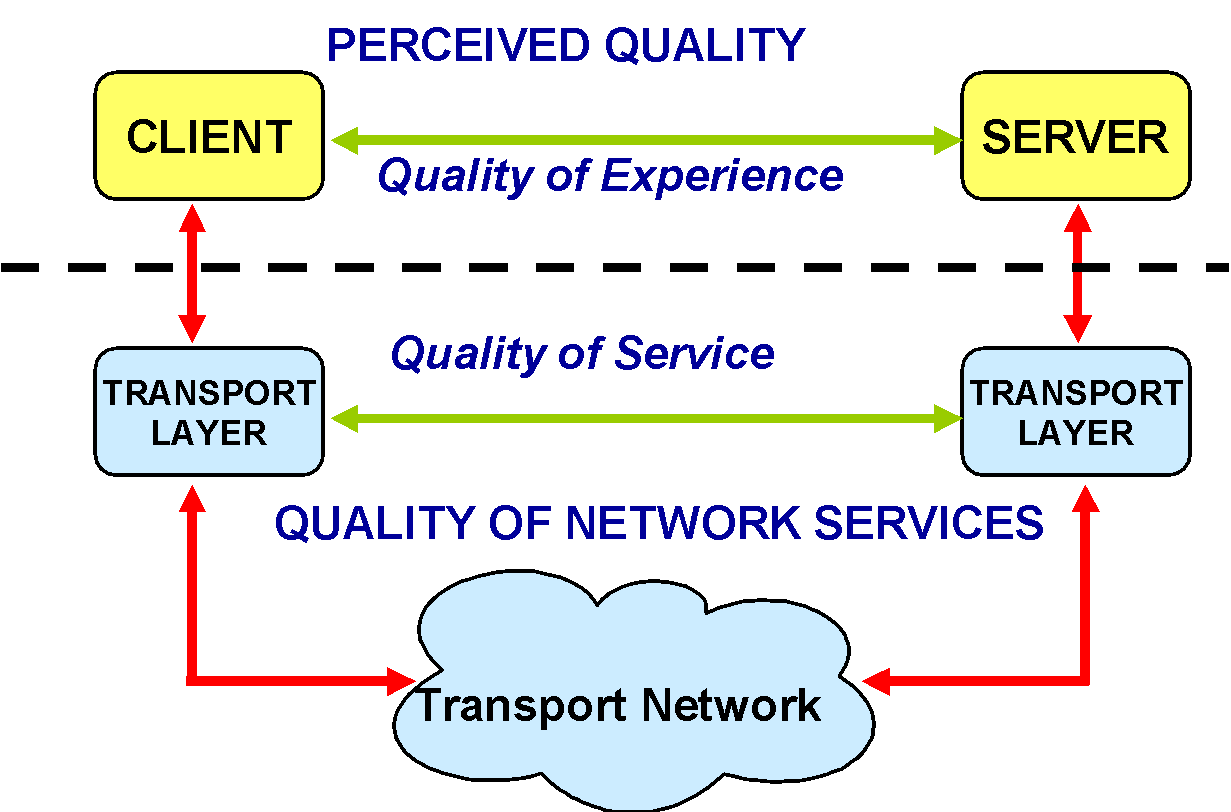 PERCEIVED QUALITY
CLIENT
SERVER
Quality of Experience
Quality of Service
TRANSPORT
LAYER
TRANSPORT
LAYER
QUALITY OF NETWORK SERVICES
Transport Network